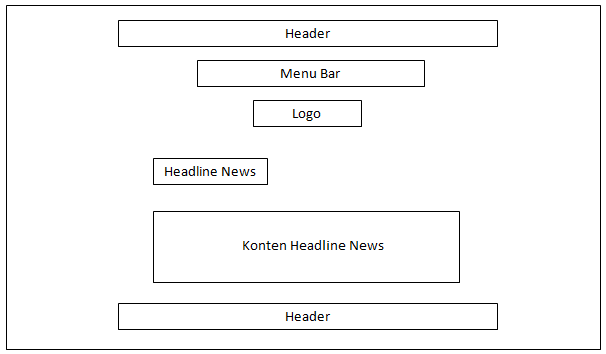 Header
Menu Bar
Logo
Headline News
Konten Headline News
Header